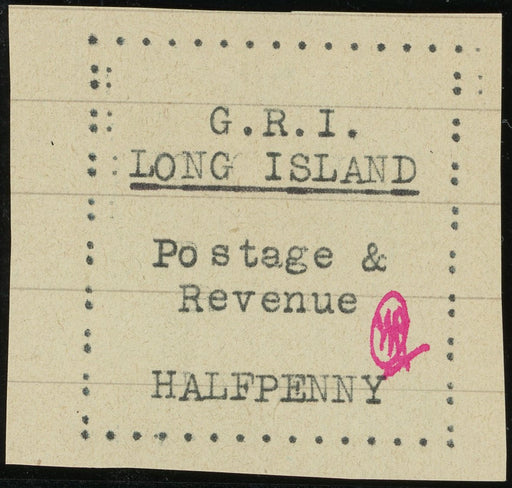 G.R.I.
LONG ISLAND
Postage &
Revenue
HALFPENNY